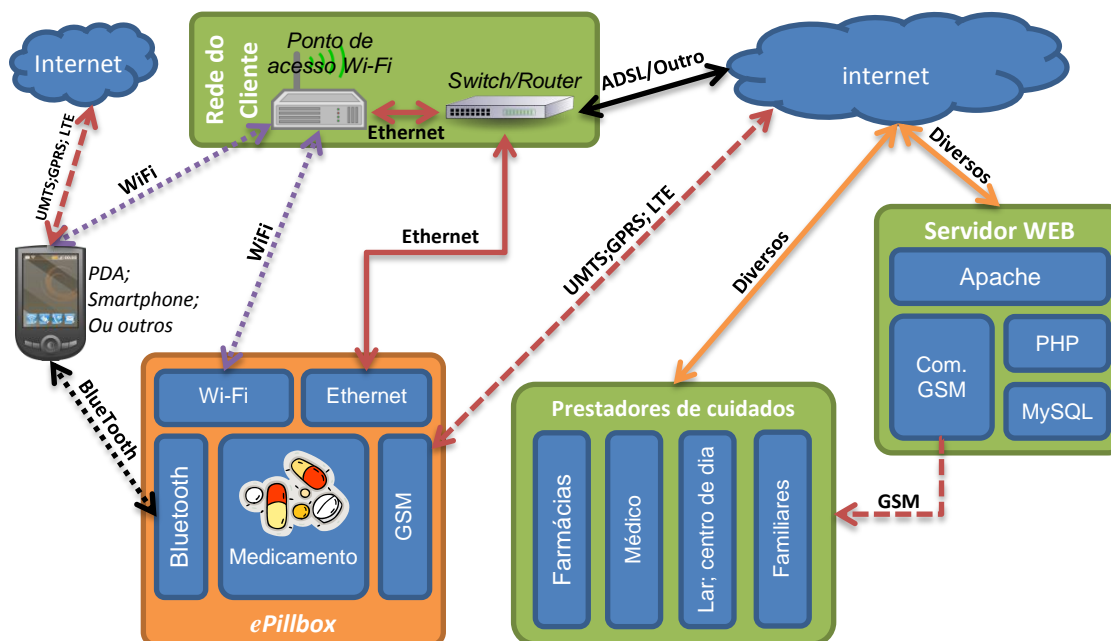 Internet
UMTS;GPRS; LTE
WiFi
Rede do
Cliente
Ponto de
acesso Wi-Fi
Ethernet
Switch/Router
ADSL/Outro
internet
WiFi
Ethernet
UMTS;GPRS; LTE
Diversos
Diversos
PDA;
Smartphone;
Ou outros
BlueTooth
Wi-Fi
Ethernet
Bluetooth
Medicamento
GSM
ePillbox
Prestadores de cuidados
Farmácias
Médico
Lar; centro de dia
Familiares
Servidor WEB
Apache
Com.
GSM
PHP
MySQL
GSM